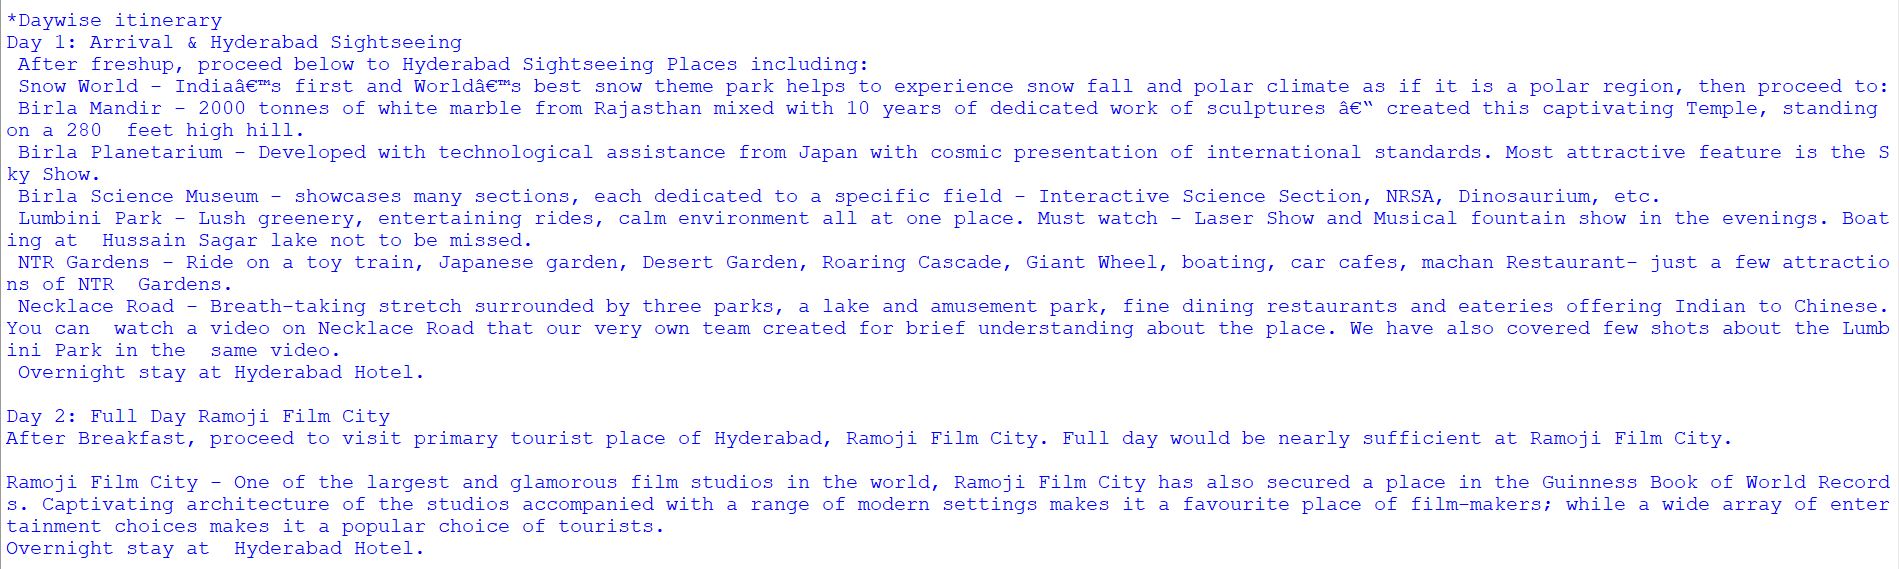 *Daywise itinerary
Day 1: Arrival & Hyderabad Sightseeing
 After freshup, proceed below to Hyderabad Sightseeing Places including:
 Snow World - Indiaâ€™s first and Worldâ€™s best snow theme park helps to experience snow fall and polar climate as if it is a polar region, then proceed to:
 Birla Mandir - 2000 tonnes of white marble from Rajasthan mixed with 10 years of dedicated work of sculptures â€“ created this captivating Temple, standing
on a 280  feet high hill.
 Birla Planetarium - Developed with technological assistance from Japan with cosmic presentation of international standards. Most attractive feature is the S
ky Show.
 Birla Science Museum - showcases many sections, each dedicated to a specific field - Interactive Science Section, NRSA, Dinosaurium, etc.
 Lumbini Park - Lush greenery, entertaining rides, calm environment all at one place. Must watch - Laser Show and Musical fountain show in the evenings. Boat
ing at  Hussain Sagar lake not to be missed.
 NTR Gardens - Ride on a toy train, Japanese garden, Desert Garden, Roaring Cascade, Giant Wheel, boating, car cafes, machan Restaurant- just a few attractio
ns of NTR  Gardens.
 Necklace Road - Breath-taking stretch surrounded by three parks, a lake and amusement park, fine dining restaurants and eateries offering Indian to Chinese.
You can  watch a video on Necklace Road that our very own team created for brief understanding about the place. We have also covered few shots about the Lumb
ini Park in the  same video.
 Overnight stay at Hyderabad Hotel.

Day 2: Full Day Ramoji Film City
After Breakfast, proceed to visit primary tourist place of Hyderabad, Ramoji Film City. Full day would be nearly sufficient at Ramoji Film City.

Ramoji Film City - One of the largest and glamorous film studios in the world, Ramoji Film City has also secured a place in the Guinness Book of World Record
s. Captivating architecture of the studios accompanied with a range of modern settings makes it a favourite place of film-makers; while a wide array of enter
tainment choices makes it a popular choice of tourists.
Overnight stay at  Hyderabad Hotel.